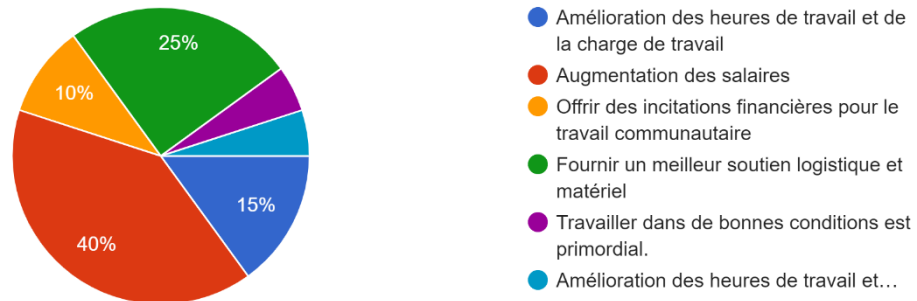 25%
10%
15%
40%
Amélioration des heures de travail et de
la charge de travail
Augmentation des salaires
Offrir des incitations financières pour le
travail communautaire
Fournir un meilleur soutien logistique et
matériel
Travailler dans de bonnes conditions est
primordial.
Amélioration des heures de travail et…